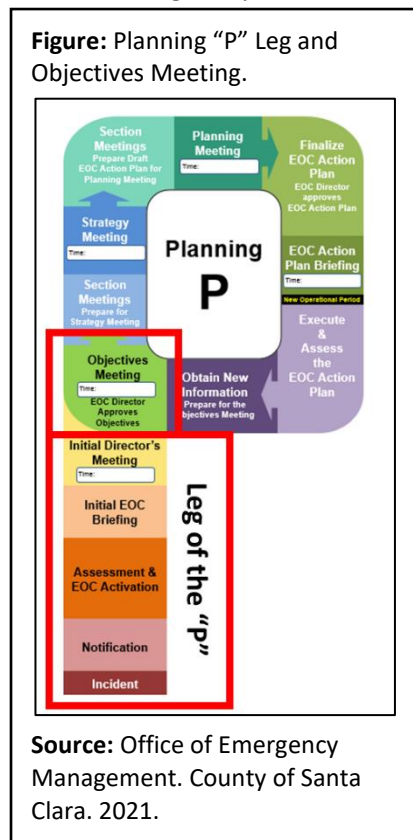 Figure: Planning “P” Leg and
Objectives Meeting.
Section
Meetings
Prepare Draft
EOC Action Plan for
Planning Meeting
Planning
Meeting
Time:
Finalize
EOC Action
Plan
EOC Director
approves
EOC Action Plan
Strategy
Meeting
Time:
Planning
P
EOC Action
Plan Briefing
Time:
New Operational Period
Section
Meetings
Prepare for
Strategy Meeting
Execute
&
Assess
the
EOC Action
Plan
Objectives
Meeting
Time:
EOC Director
Approves
Objectives
Obtain New
Information
Prepare for the
Objectives Meeting
Initial Director's
Meeting
Time:
Initial EOC
Briefing
Assessment &
EOC Activation
Notification
Incident
Leg of the “P”
Source: Office of Emergency
Management. County of Santa
Clara. 2021.